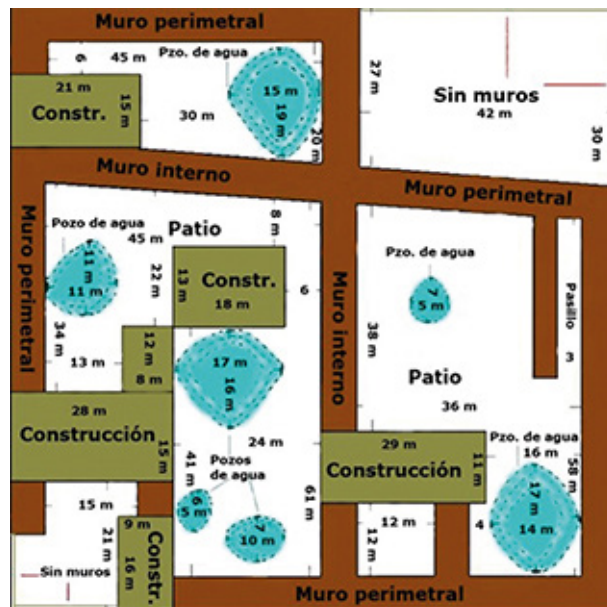 Muro perimetral
Pzo. de agua
6
45 m
21 m
15 m
Constr.
30 m
15 m
19 m
20 m
27 m
Sin muros
42 m
30 m
Muro interno
Muro perimetral
Muro perimetral
Pozo de agua
Patio
8 m
45 m
11 m
11 m
22 m
13 m
Constr.
18 m
6
34 m
13 m
12 m
8 m
17 m
16 m
Muro interno
Pzo. de agua
7
5 m
38 m
Patio
36 m
Pasillo
3
28 m
Construcción
15 m
24 m
41 m
Pozos
de agua
61 m
6
5 m
7
10 m
29 m
Construcción
11 m
Pzo. de agua
16 m
58 m
17 m
14 m
4
12 m
12 m
15 m
21 m
9 m
16 m
Constr.
Sin muros
Muro perimetral